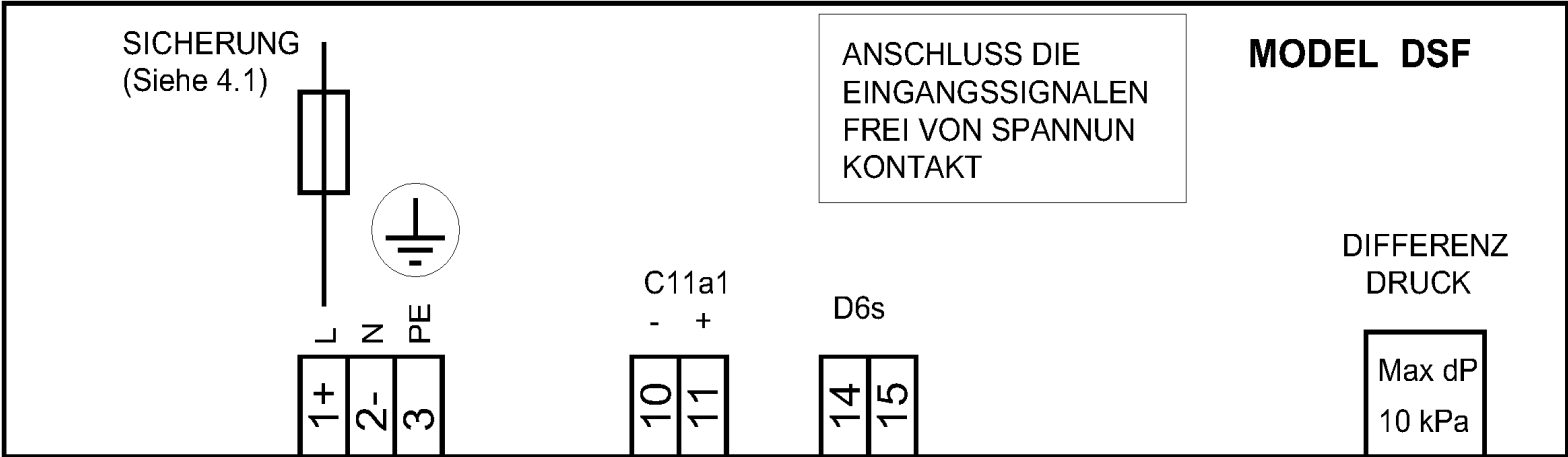 SICHERUNG
(Siehe 4.1)
ANSCHLUSS DIE
EINGANGSSIGNALEN
FREI VON SPANNUN
KONTAKT
MODEL DSF
DIFFERENZ
DRUCK
C11a1
- +
D6s
L N PE
1+ 2- 3
10 11
14 15
Max dP
10 kPa